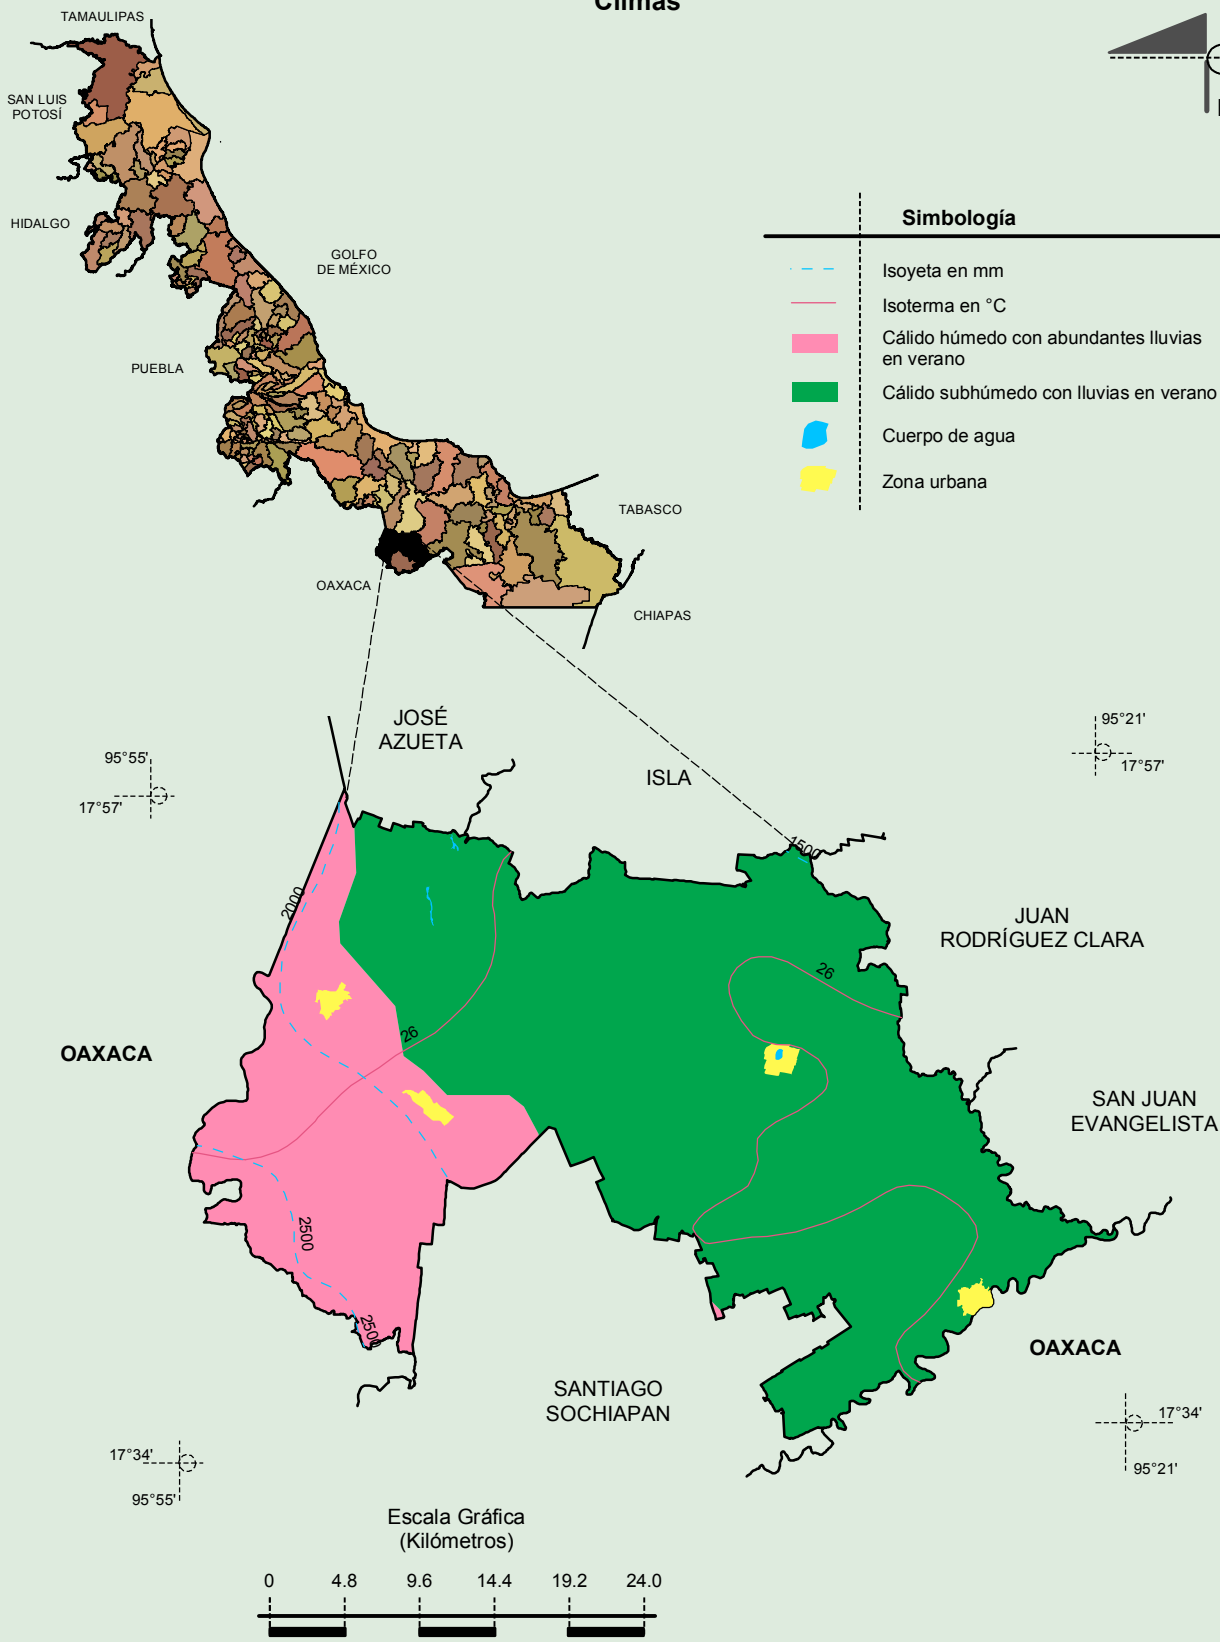 Climas
TAMAULIPAS
SAN LUIS
POTOSÍ
HIDALGO
GOLFO
DE MÉXICO
PUEBLA
TABASCO
OAXACA
CHIAPAS
Simbología
Isoyeta en mm
Isoterma en °C
Cálido húmedo con abundantes lluvias
en verano
Cálido subhúmedo con lluvias en verano
Cuerpo de agua
Zona urbana
JOSÉ
AZUETA
ISLA
95°55'
17°57'
95°21'
17°57'
1500
2000
JUAN
RODRÍGUEZ CLARA
26
26
OAXACA
SAN JUAN
EVANGELISTA
2500
2500
OAXACA
SANTIAGO
SOCHIAPAN
17°34'
95°55'
17°34'
95°21'
Escala Gráfica
(Kilómetros)
0 4.8 9.6 14.4 19.2 24.0